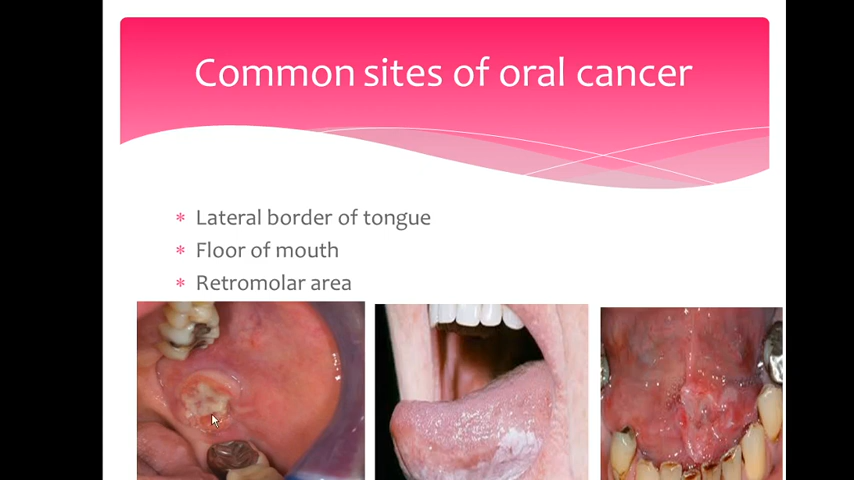 Common sites of oral cancer
* Lateral border of tongue
* Floor of mouth
* Retromolar area